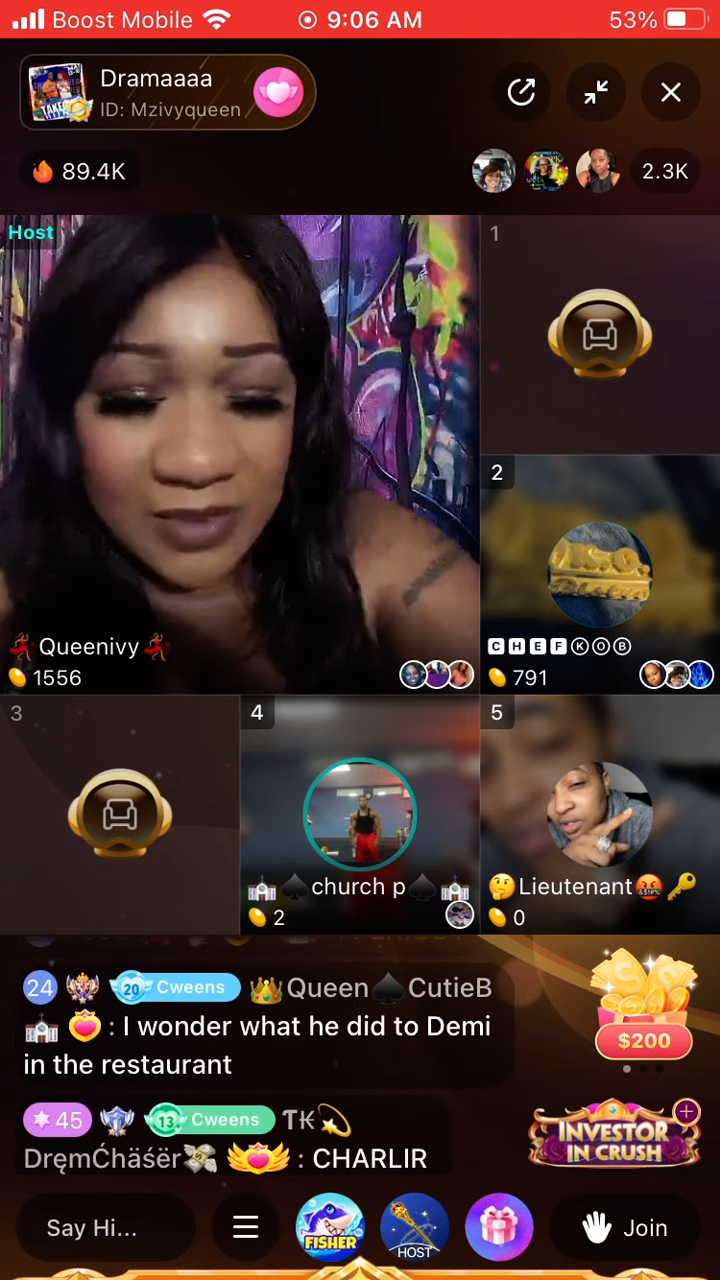 Boost Mobile 9:06 AM 53%
Dramaaaa
ID: Mzivyqueen
89.4K
2.3K
Host
1
2
Queenivy
1556
CHEFKOB
791
3
4
5
church p
2
Lieutenant
0
24 20 Cweens Queen CutieB
: I wonder what he did to Demi
in the restaurant
$200
45 13 Cweens ƬK
DręmĆhäśër : CHARLIR
INVESTOR
IN CRUSH
Say Hi...
FISHER
HOST
Join